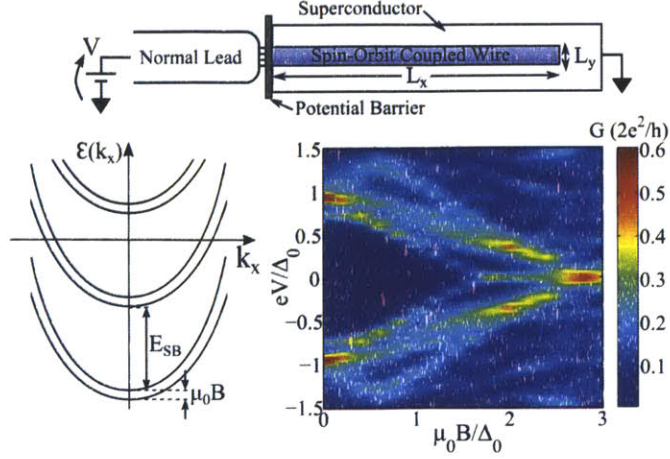 Superconductor
V
Normal Lead
Spin-Orbit Coupled Wire
L_y
L_x
Potential Barrier
ε(k_x)
k_x
E_SB
μ_0B
G (2e²/h)
0.6
0.5
0.4
0.3
0.2
0.1
eV/Δ_0
1.5
1
0.5
0
−0.5
−1
−1.5
0
1
2
3
μ_0B/Δ_0